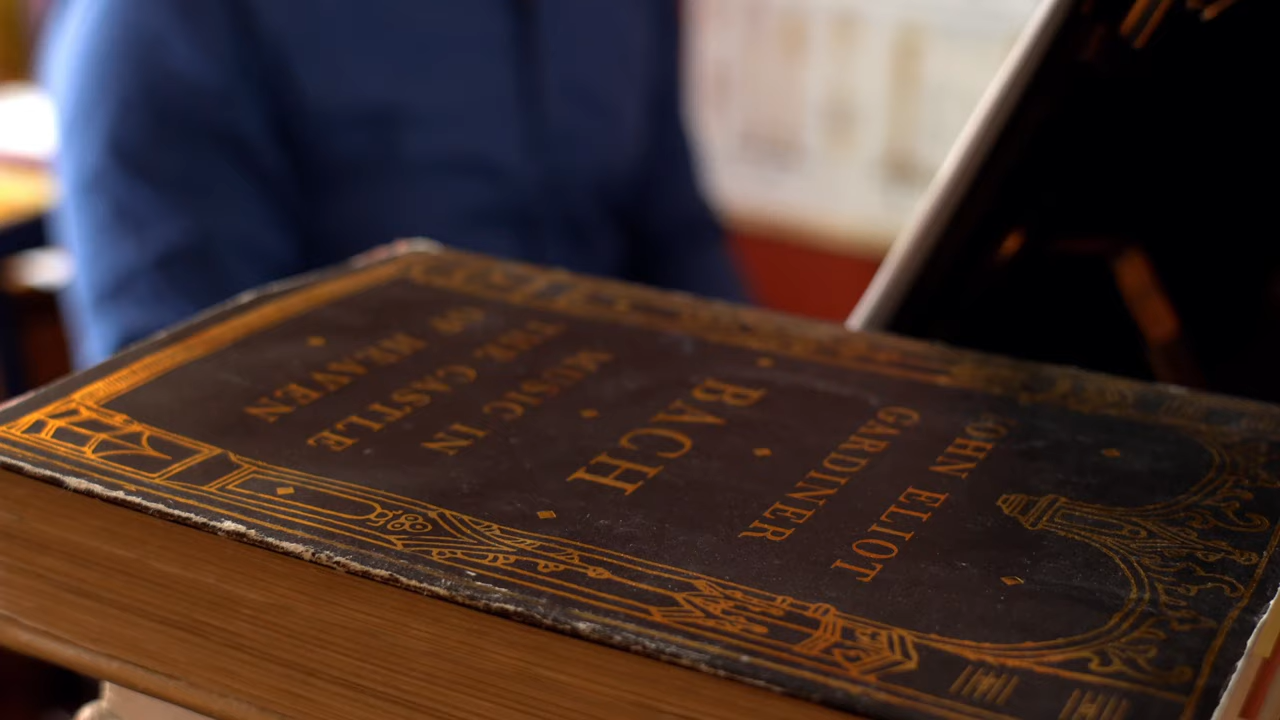 JOHN ELIOT
GARDINER
BACH
MUSIC IN
THE CASTLE
OF HEAVEN